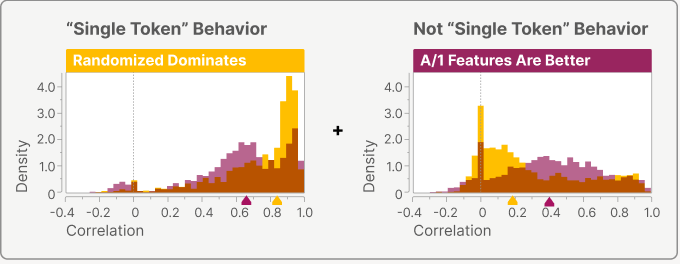 “Single Token” Behavior
Randomized Dominates
Density
4.0
3.0
2.0
1.0
0
-0.4 -0.2 0 0.2 0.4 0.6 0.8 1.0
Correlation
+
Not “Single Token” Behavior
A/1 Features Are Better
Density
4.0
3.0
2.0
1.0
0
-0.4 -0.2 0 0.2 0.4 0.6 0.8 1.0
Correlation